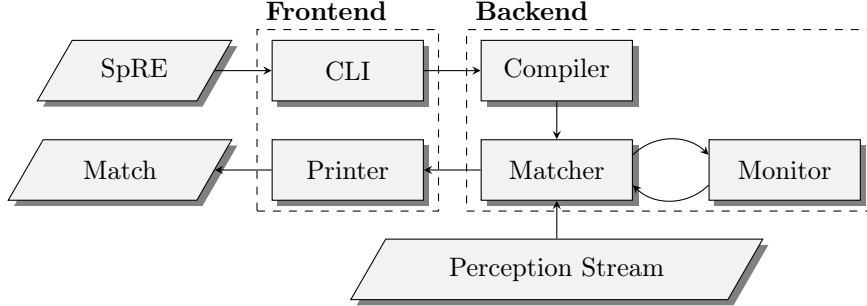 Frontend
Backend
SpRE
CLI
Compiler
Match
Printer
Matcher
Monitor
Perception Stream